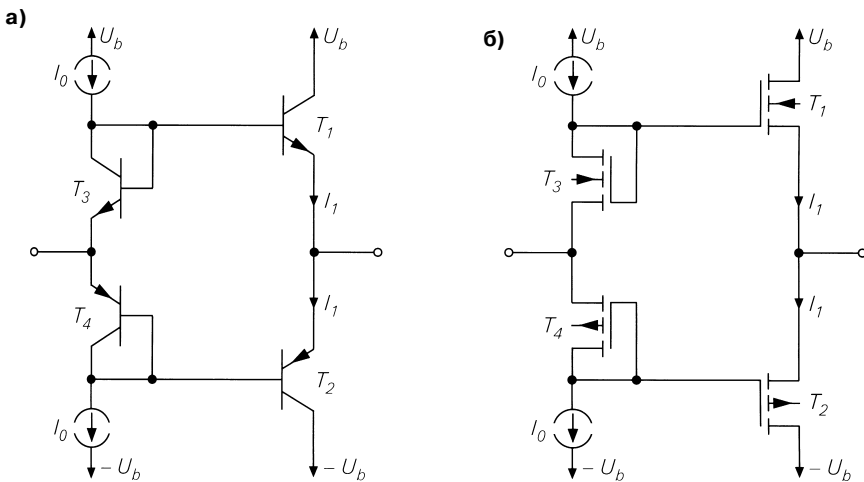 а)
U_b
U_b
I_0
T_1
T_3
I_1
T_4
I_1
T_2
I_0
– U_b
– U_b
б)
U_b
U_b
I_0
T_1
T_3
I_1
T_4
I_1
T_2
I_0
– U_b
– U_b